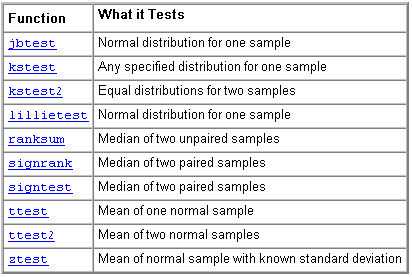 Function What it Tests
jbtest Normal distribution for one sample
kstest Any specified distribution for one sample
kstest2 Equal distributions for two samples
lillietest Normal distribution for one sample
ranksum Median of two unpaired samples
signrank Median of two paired samples
signtest Median of two paired samples
ttest Mean of one normal sample
ttest2 Mean of two normal samples
ztest Mean of normal sample with known standard deviation